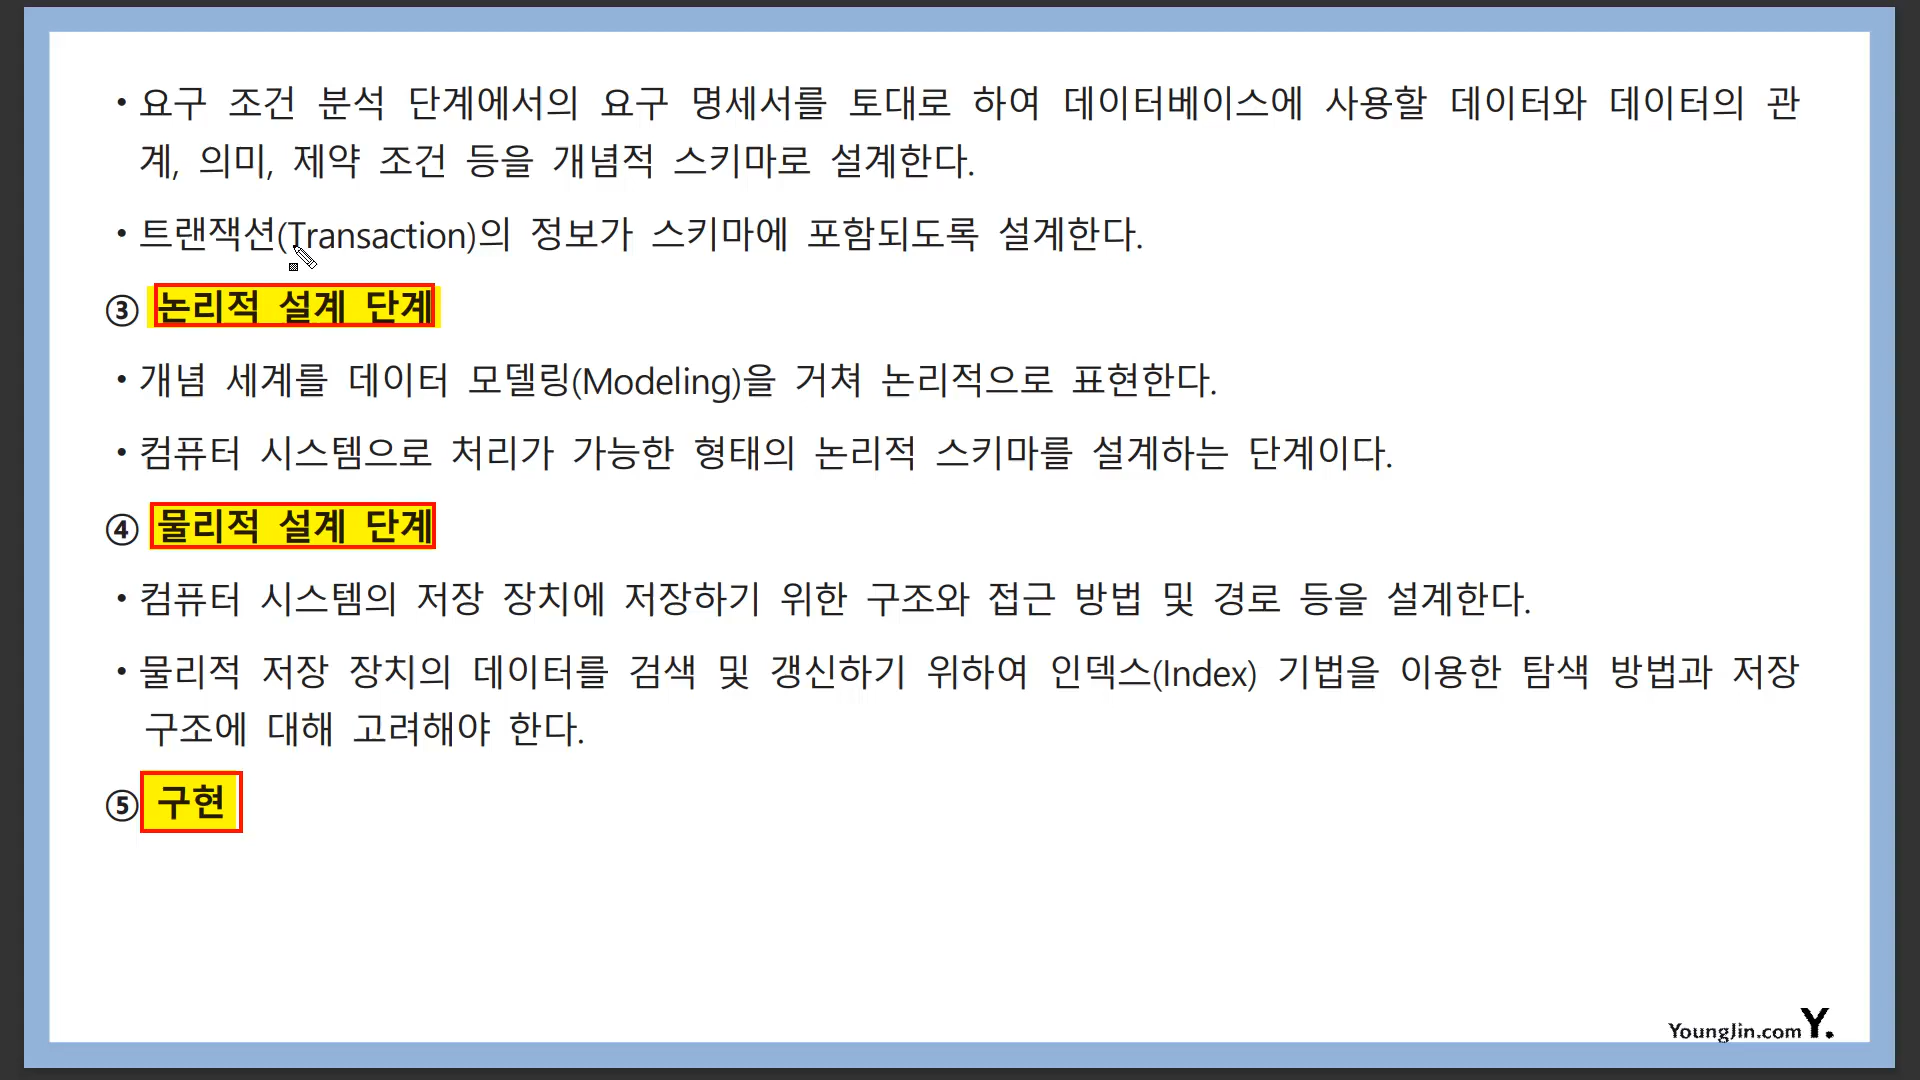 • 요구 조건 분석 단계에서의 요구 명세서를 토대로 하여 데이터베이스에 사용할 데이터와 데이터의 관
계, 의미, 제약 조건 등을 개념적 스키마로 설계한다.
• 트랜잭션(Transaction)의 정보가 스키마에 포함되도록 설계한다.
③ 논리적 설계 단계
• 개념 세계를 데이터 모델링(Modeling)을 거쳐 논리적으로 표현한다.
• 컴퓨터 시스템으로 처리가 가능한 형태의 논리적 스키마를 설계하는 단계이다.
④ 물리적 설계 단계
• 컴퓨터 시스템의 저장 장치에 저장하기 위한 구조와 접근 방법 및 경로 등을 설계한다.
• 물리적 저장 장치의 데이터를 검색 및 갱신하기 위하여 인덱스(Index) 기법을 이용한 탐색 방법과 저장
구조에 대해 고려해야 한다.
⑤ 구현
YoungJin.com Y.